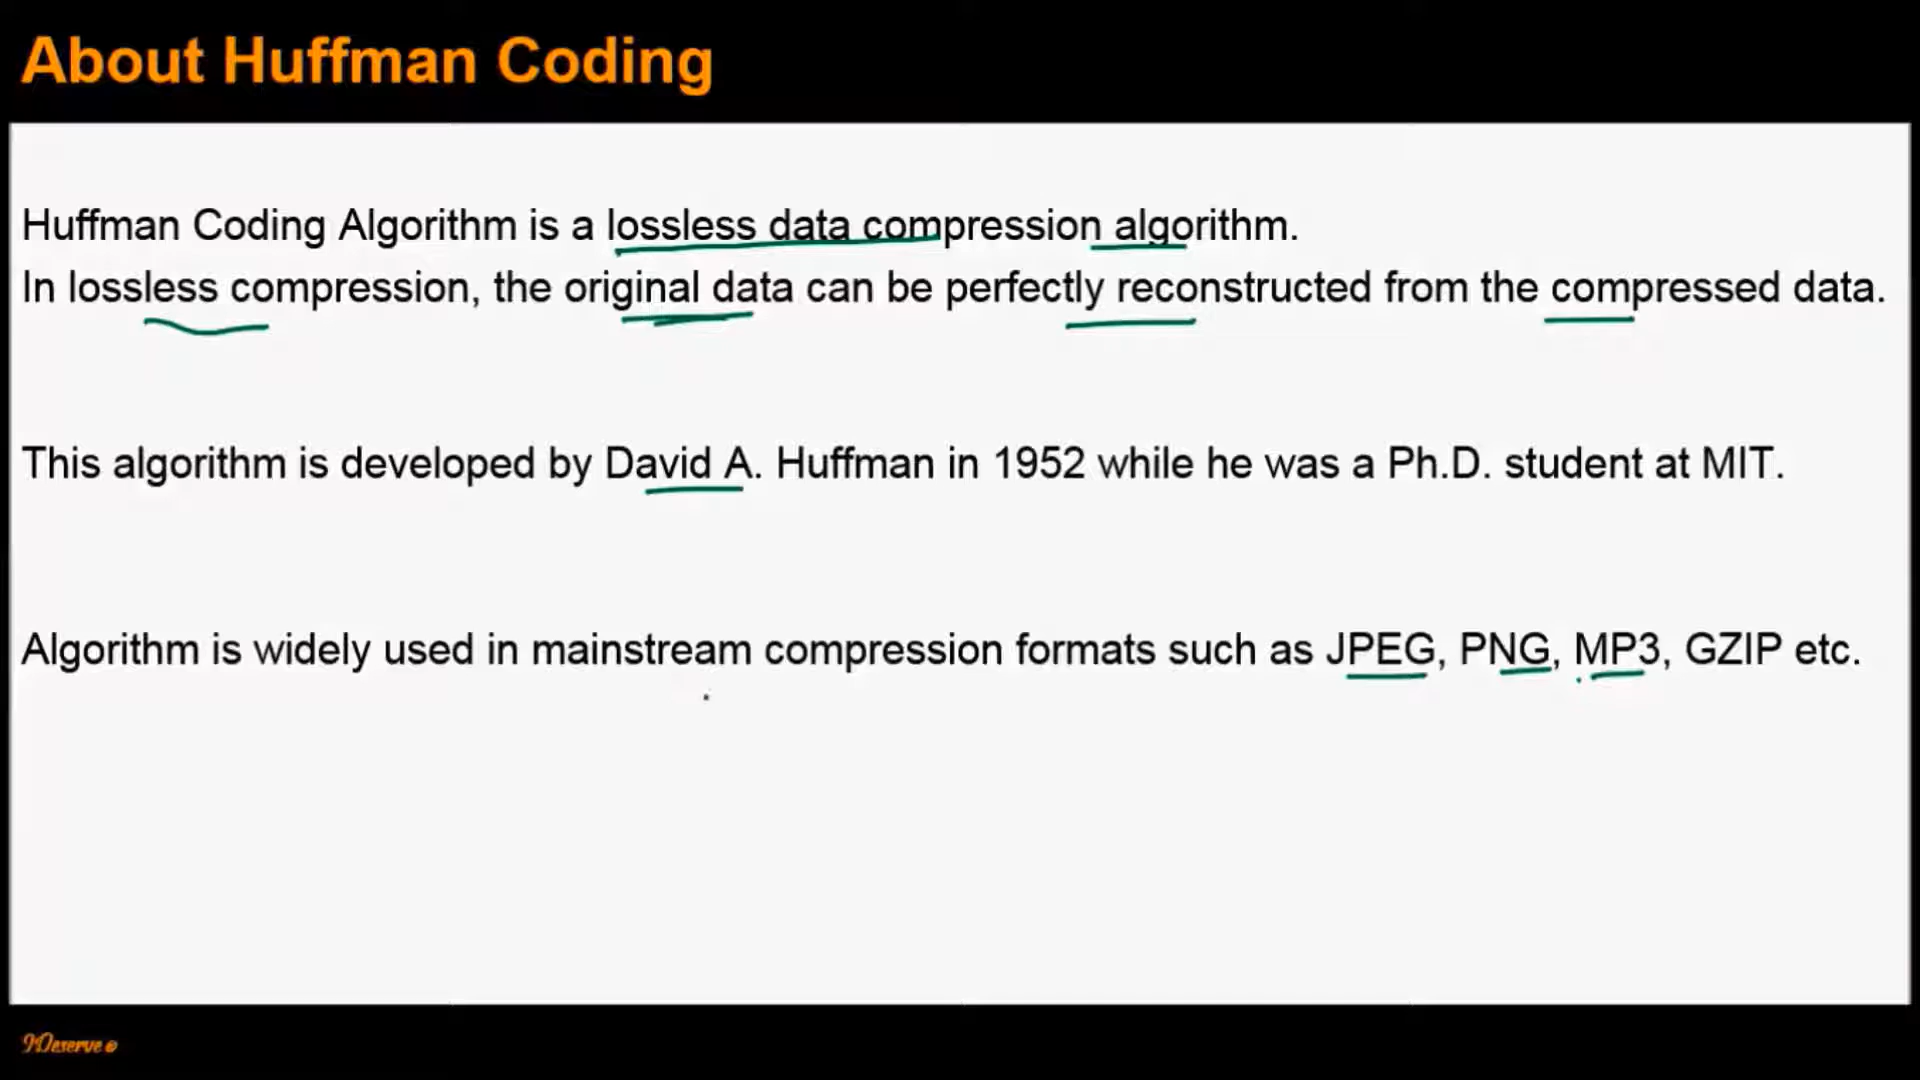 About Huffman Coding
Huffman Coding Algorithm is a lossless data compression algorithm.
In lossless compression, the original data can be perfectly reconstructed from the compressed data.
This algorithm is developed by David A. Huffman in 1952 while he was a Ph.D. student at MIT.
Algorithm is widely used in mainstream compression formats such as JPEG, PNG, MP3, GZIP etc.